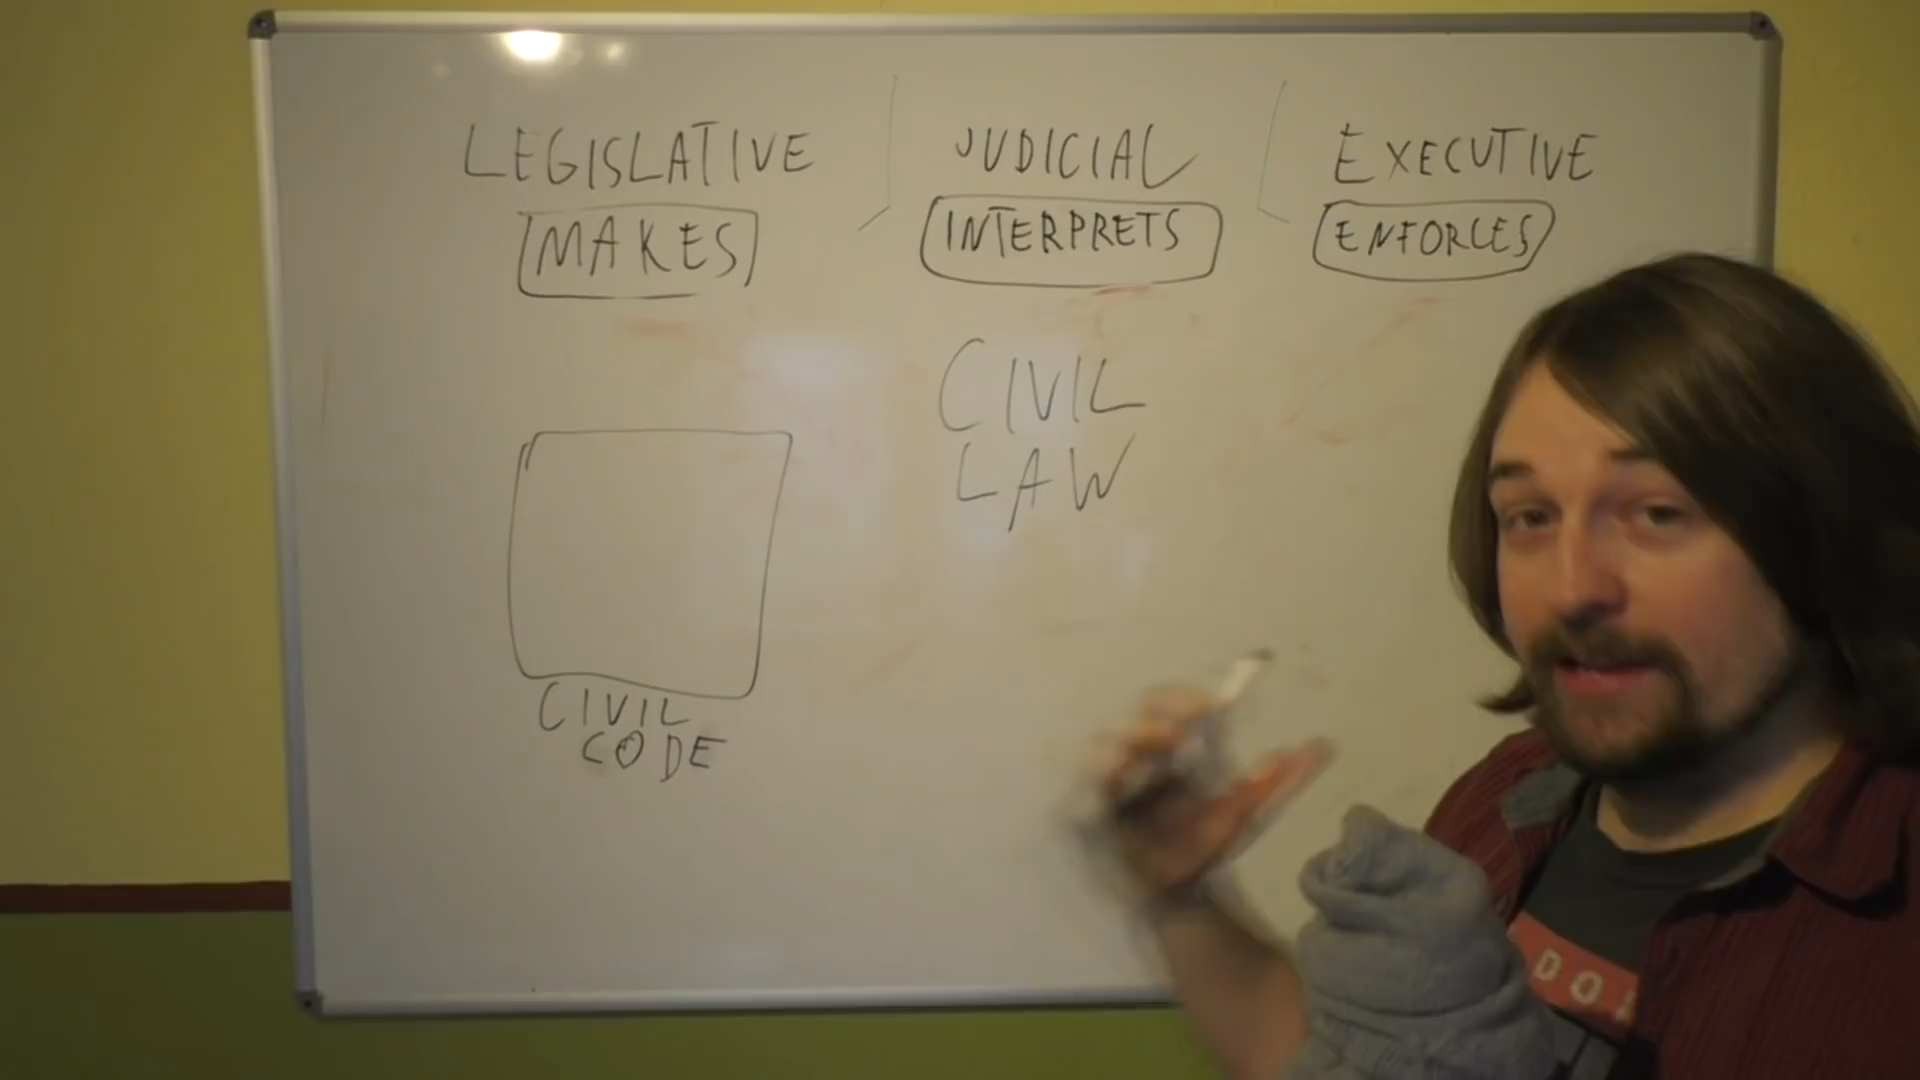 LEGISLATIVE
MAKES
JUDICIAL
INTERPRETS
EXECUTIVE
ENFORCES
CIVIL
LAW
CIVIL
CODE